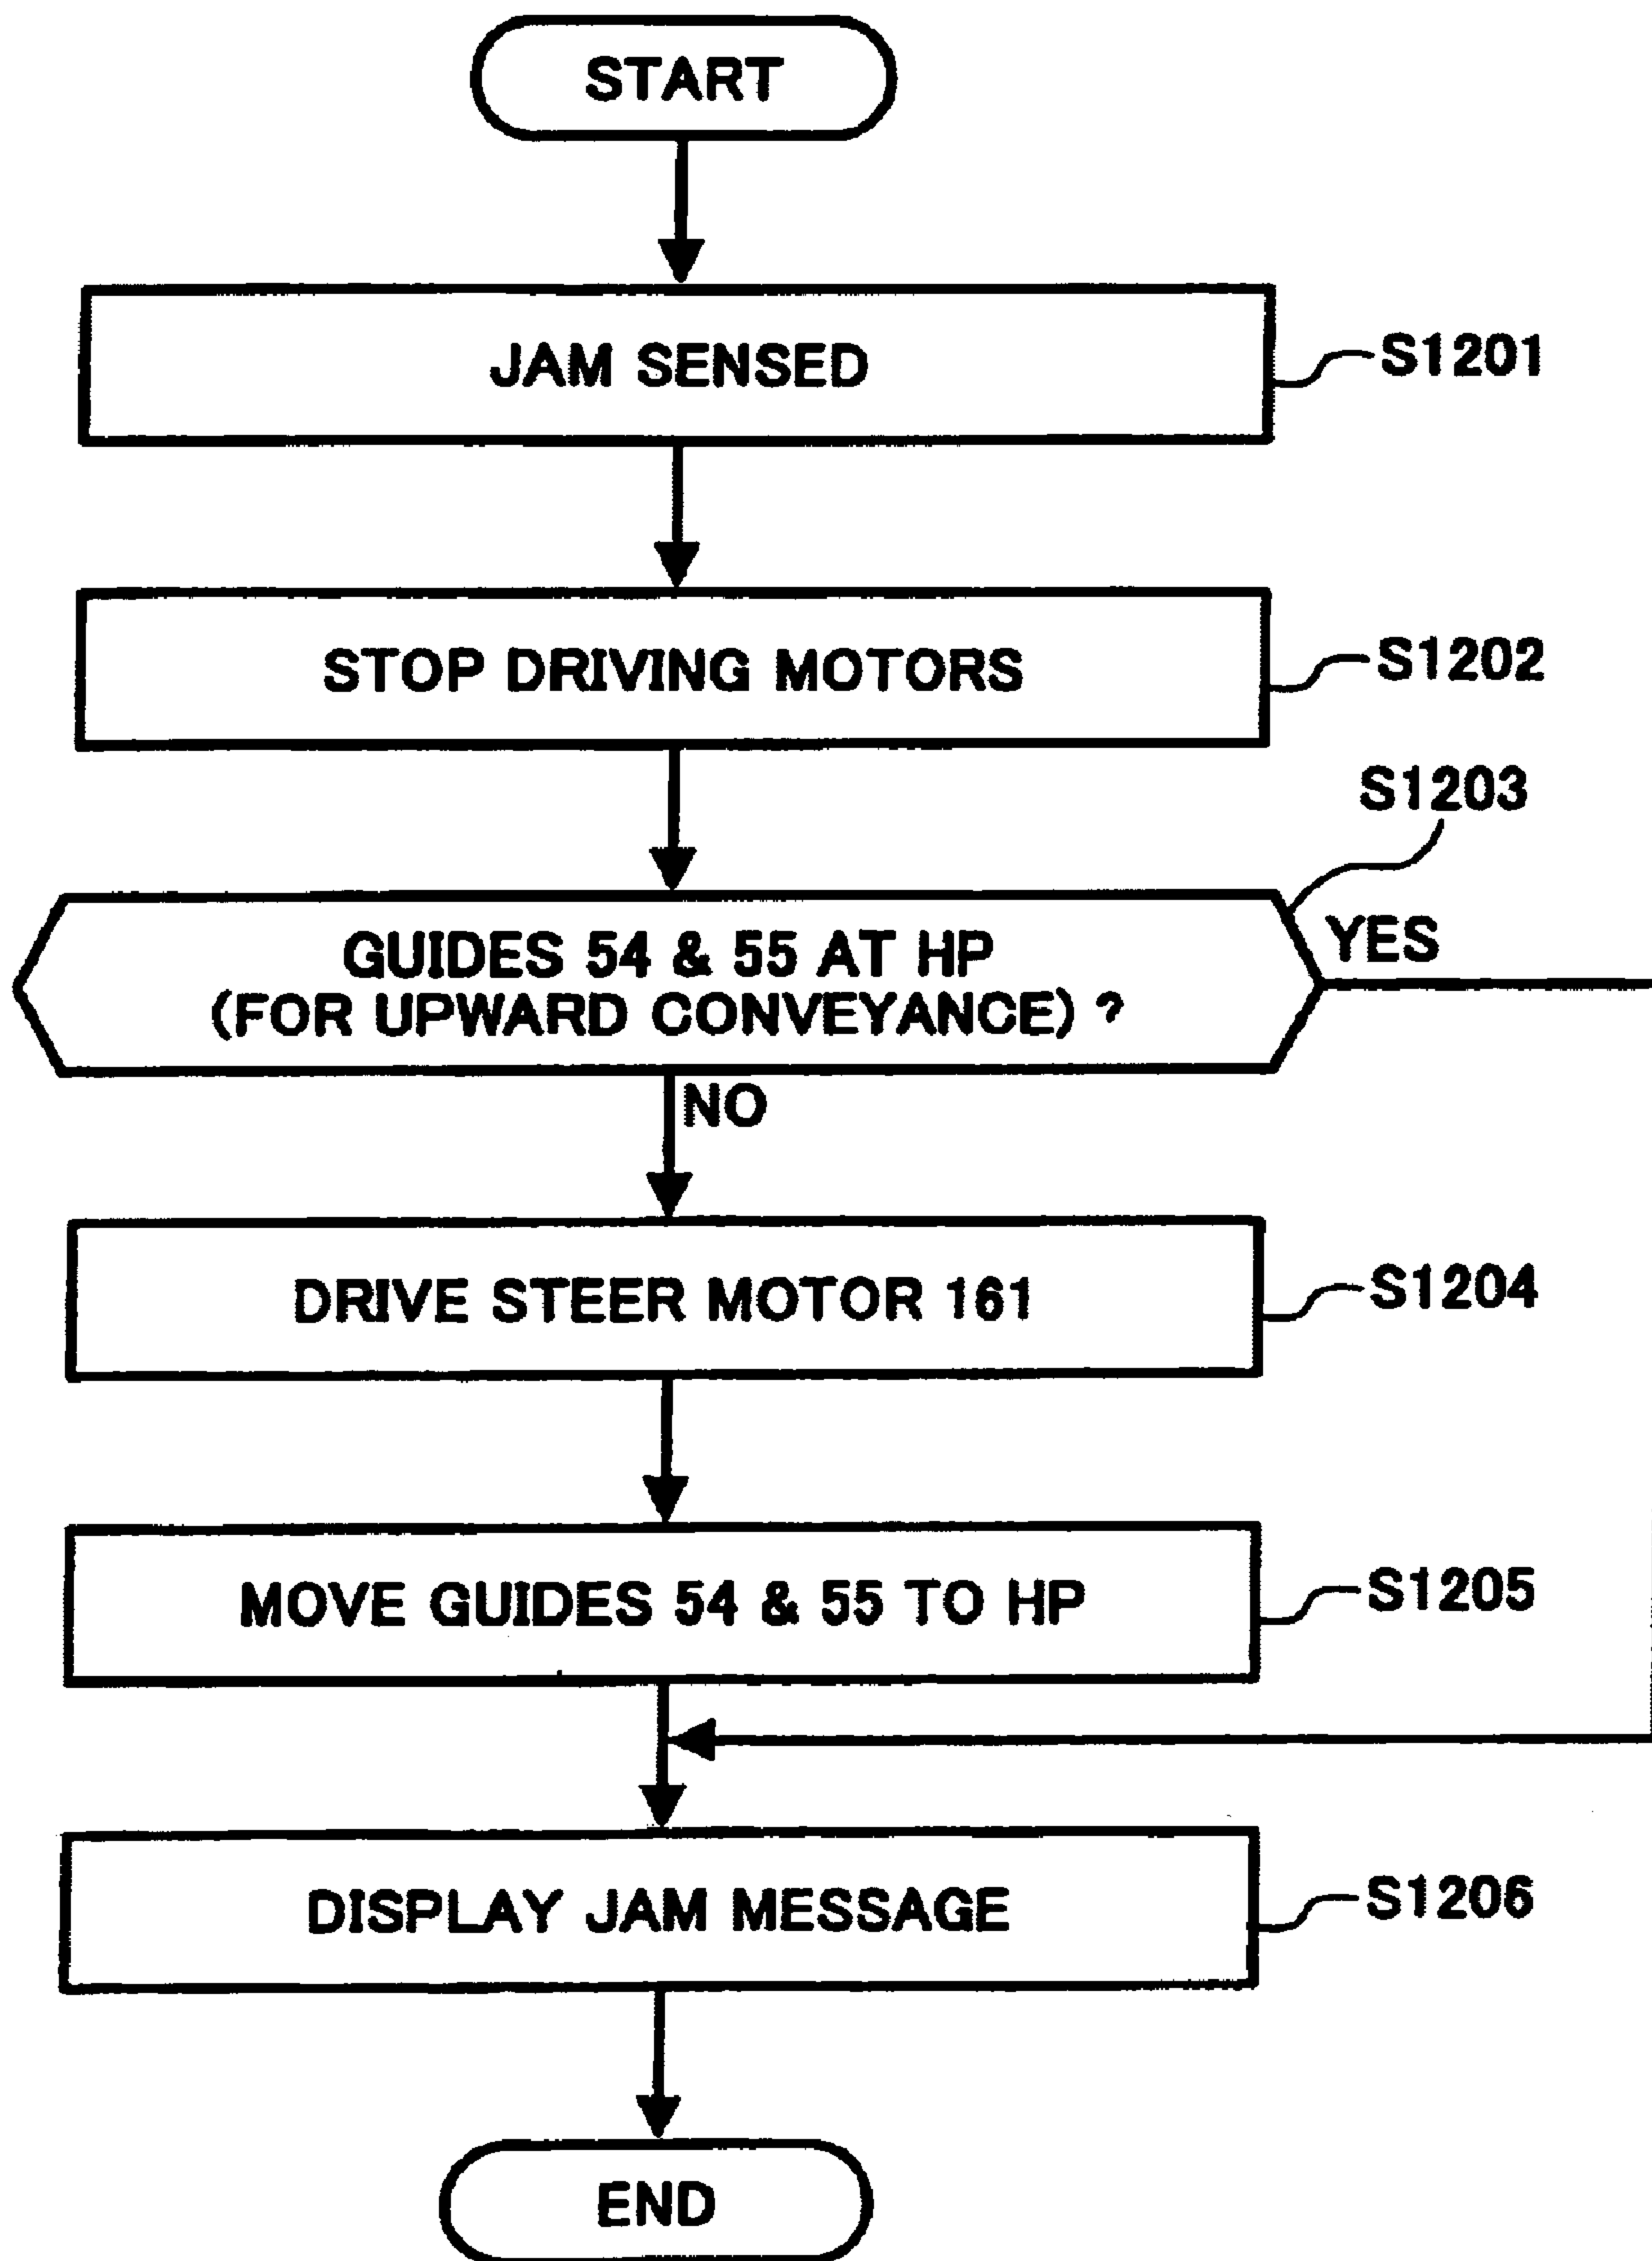 START
JAM SENSED
S1201
STOP DRIVING MOTORS
S1202
S1203
GUIDES 54 & 55 AT HP
(FOR UPWARD CONVEYANCE) ?
YES
NO
DRIVE STEER MOTOR 161
S1204
MOVE GUIDES 54 & 55 TO HP
S1205
DISPLAY JAM MESSAGE
S1206
END